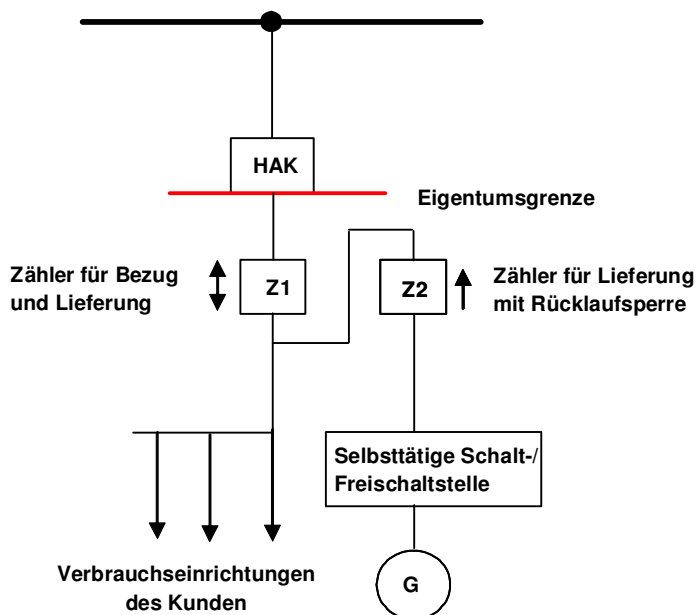 HAK
Eigentumsgrenze
Zähler für Bezug
und Lieferung
Z1
Z2
Zähler für Lieferung
mit Rücklaufsperre
Selbsttätige Schalt-/
Freischaltstelle
Verbrauchseinrichtungen
des Kunden
G